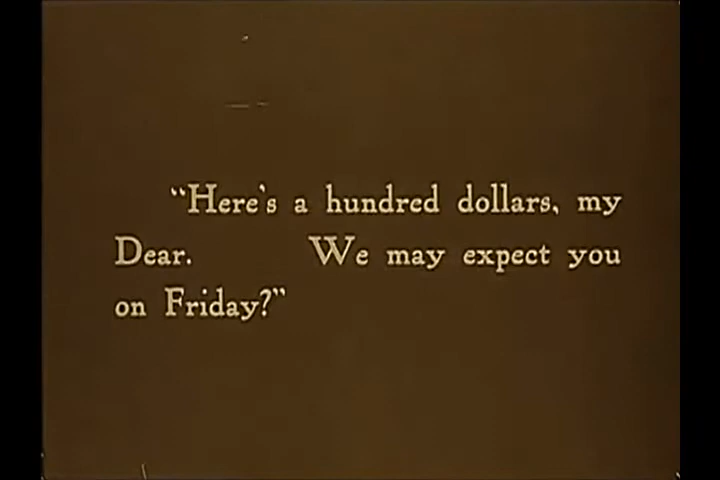 "Here's a hundred dollars, my
Dear. We may expect you
on Friday?"